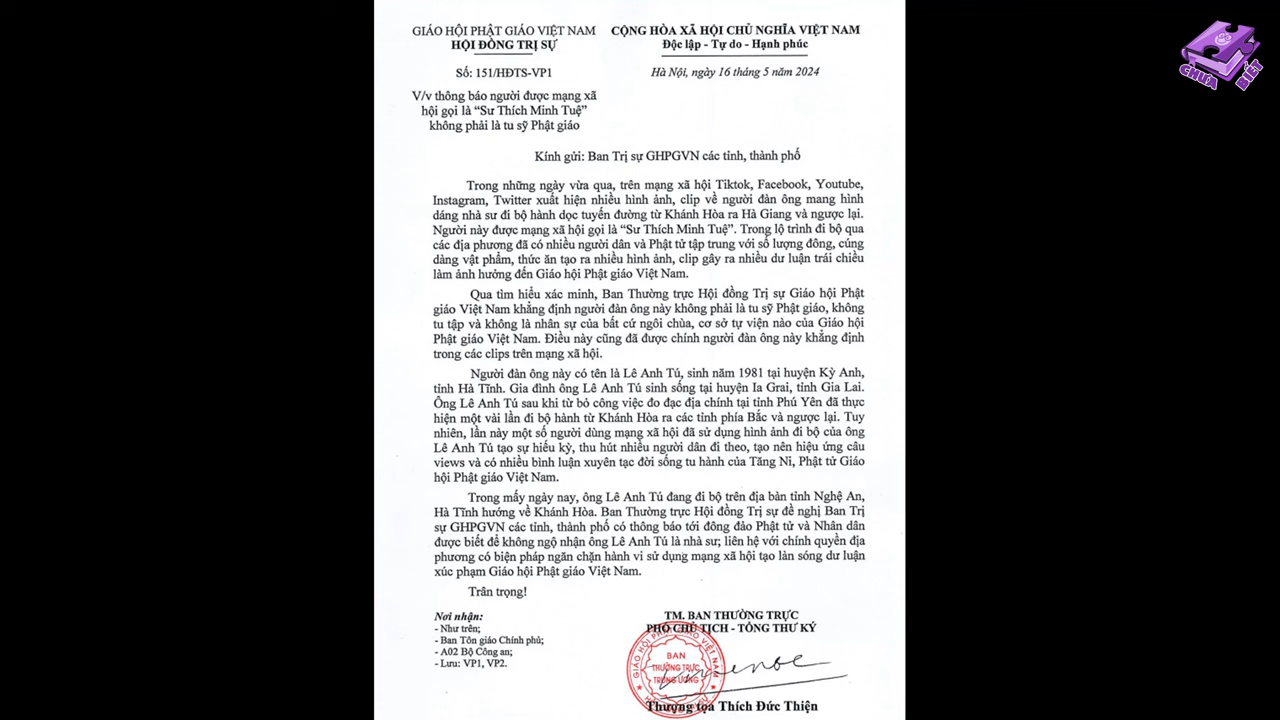 GIÁO HỘI PHẬT GIÁO VIỆT NAM
HỘI ĐỒNG TRỊ SỰ
Số: 151/HĐTS-VP1
V/v thông báo người được mạng xã
hội gọi là “Sư Thích Minh Tuệ”
không phải là tu sỹ Phật giáo
CỘNG HÒA XÃ HỘI CHỦ NGHĨA VIỆT NAM
Độc lập - Tự do - Hạnh phúc
Hà Nội, ngày 16 tháng 5 năm 2024
CHƯA BIẾT
Kính gửi: Ban Trị sự GHPGVN các tỉnh, thành phố
Trong những ngày vừa qua, trên mạng xã hội Tiktok, Facebook, Youtube,
Instagram, Twitter xuất hiện nhiều hình ảnh, clip về người đàn ông mang hình
dáng nhà sư đi bộ hành dọc tuyến đường từ Khánh Hòa ra Hà Giang và ngược lại.
Người này được mạng xã hội gọi là “Sư Thích Minh Tuệ”. Trong lộ trình đi bộ qua
các địa phương đã có nhiều người dân và Phật tử tập trung với số lượng đông, cúng
dàng vật phẩm, thức ăn tạo ra nhiều hình ảnh, clip gây ra nhiều dư luận trái chiều
làm ảnh hưởng đến Giáo hội Phật giáo Việt Nam.
Qua tìm hiểu xác minh, Ban Thường trực Hội đồng Trị sự Giáo hội Phật
giáo Việt Nam khẳng định người đàn ông này không phải là tu sỹ Phật giáo, không
tu tập và không là nhân sự của bất cứ ngôi chùa, cơ sở tự viện nào của Giáo hội
Phật giáo Việt Nam. Điều này cũng đã được chính người đàn ông này khẳng định
trong các clips trên mạng xã hội.
Người đàn ông này có tên là Lê Anh Tú, sinh năm 1981 tại huyện Kỳ Anh,
tỉnh Hà Tĩnh. Gia đình ông Lê Anh Tú sinh sống tại huyện Ia Grai, tỉnh Gia Lai.
Ông Lê Anh Tú sau khi từ bỏ công việc đo đạc địa chính tại tỉnh Phú Yên đã thực
hiện một vài lần đi bộ hành từ Khánh Hòa ra các tỉnh phía Bắc và ngược lại. Tuy
nhiên, lần này một số người dùng mạng xã hội đã sử dụng hình ảnh đi bộ của ông
Lê Anh Tú tạo sự hiếu kỳ, thu hút nhiều người dân đi theo, tạo nên hiệu ứng câu
views và có nhiều bình luận xuyên tạc đời sống tu hành của Tăng Ni, Phật tử Giáo
hội Phật giáo Việt Nam.
Trong mấy ngày nay, ông Lê Anh Tú đang đi bộ trên địa bàn tỉnh Nghệ An,
Hà Tĩnh hướng về Khánh Hòa. Ban Thường trực Hội đồng Trị sự đề nghị Ban Trị
sự GHPGVN các tỉnh, thành phố có thông báo tới đông đảo Phật tử và Nhân dân
được biết để không ngộ nhận ông Lê Anh Tú là nhà sư; liên hệ với chính quyền địa
phương có biện pháp ngăn chặn hành vi sử dụng mạng xã hội tạo làn sóng dư luận
xúc phạm Giáo hội Phật giáo Việt Nam.
Trân trọng!
Nơi nhận:
- Như trên;
- Ban Tôn giáo Chính phủ;
- A02 Bộ Công an;
- Lưu: VP1, VP2.
TM. BAN THƯỜNG TRỰC
PHÓ CHỦ TỊCH - TỔNG THƯ KÝ
GIÁO HỘI PHẬT GIÁO VIỆT NAM
BAN
THƯỜNG TRỰC
TRUNG ƯƠNG
Thượng tọa Thích Đức Thiện